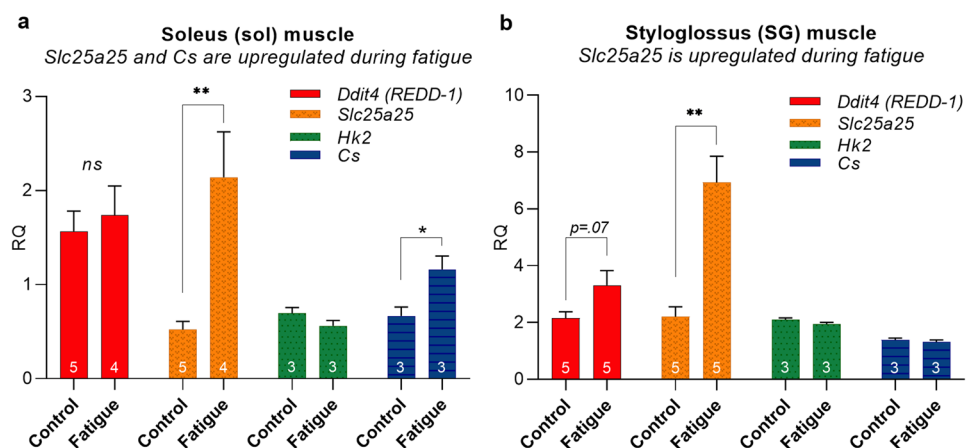 a
Soleus (sol) muscle
Slc25a25 and Cs are upregulated during fatigue
3
2
1
0
RQ
Ddit4 (REDD-1)
Slc25a25
Hk2
Cs
ns
**
*
5
4
5
4
3
3
3
3
Control
Fatigue
Control
Fatigue
Control
Fatigue
Control
Fatigue
b
Styloglossus (SG) muscle
Slc25a25 is upregulated during fatigue
10
8
6
4
2
0
RQ
Ddit4 (REDD-1)
Slc25a25
Hk2
Cs
p=.07
**
5
5
5
5
3
3
3
3
Control
Fatigue
Control
Fatigue
Control
Fatigue
Control
Fatigue